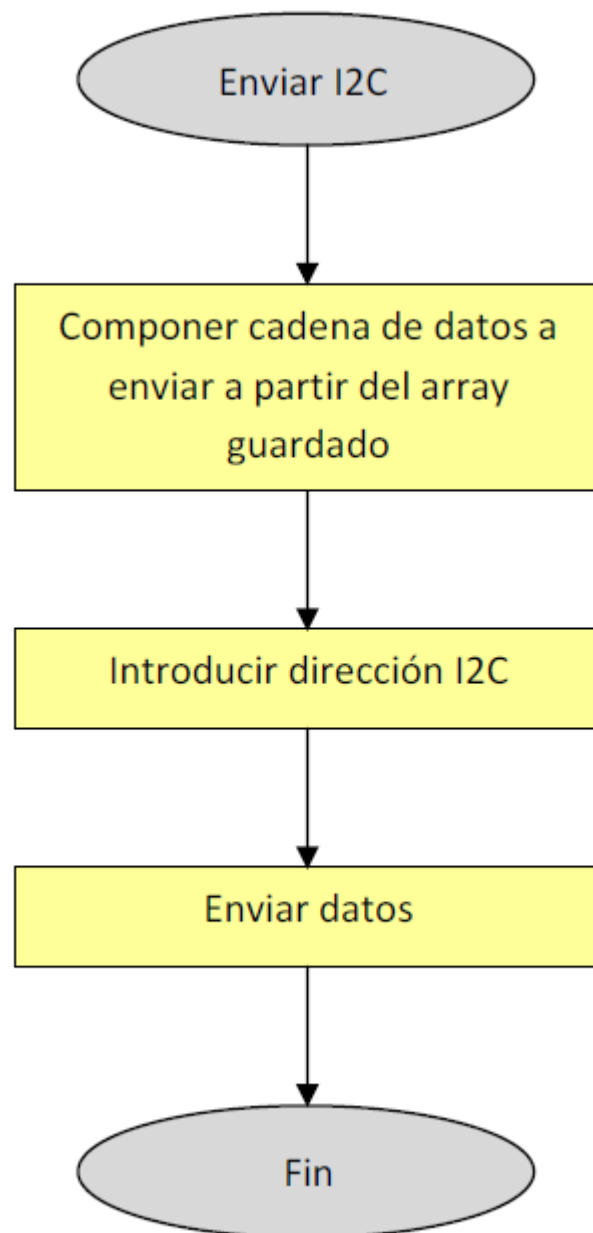 Enviar I2C
Componer cadena de datos a
enviar a partir del array
guardado
Introducir dirección I2C
Enviar datos
Fin